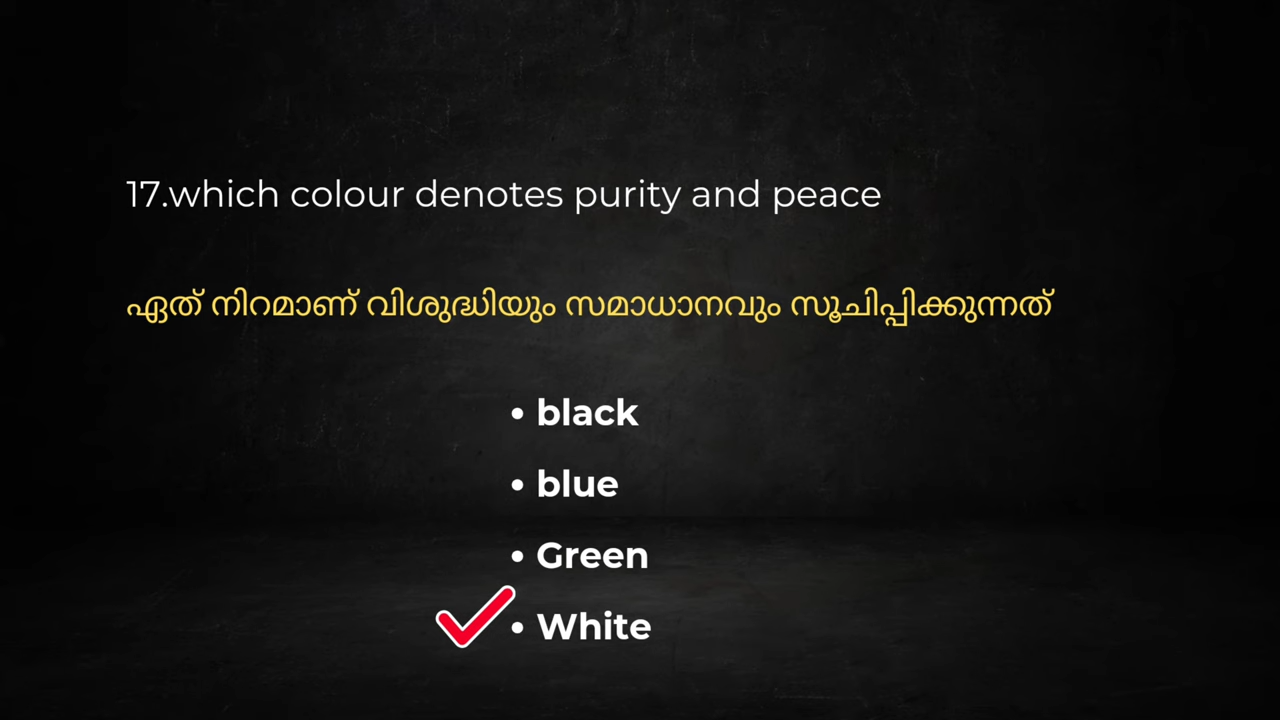 17.which colour denotes purity and peace
ഏത് നിറമാണ് വിശുദ്ധിയും സമാധാനവും സൂചിപ്പിക്കുന്നത്
• black
• blue
• Green
• White